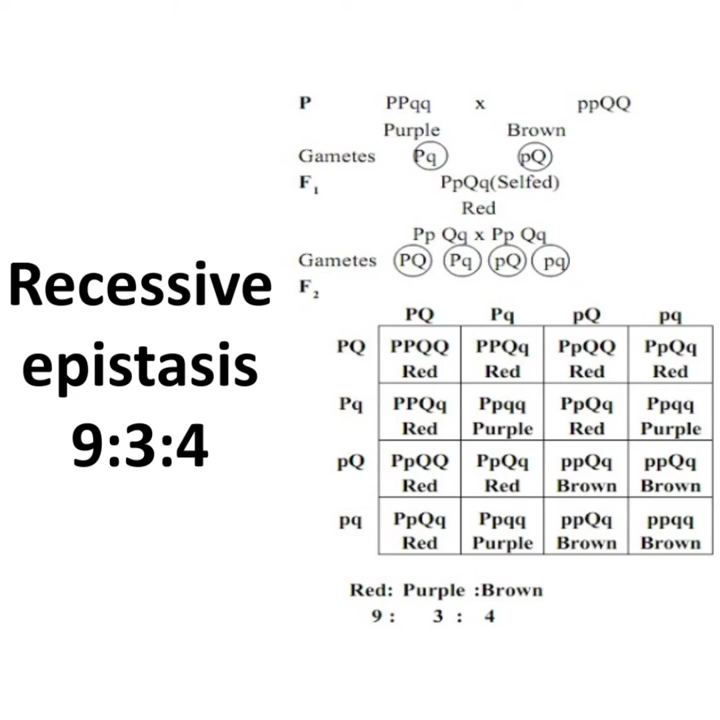 Recessive
epistasis
9:3:4
P PPqq x ppQQ
Purple Brown
Gametes Pq pQ
F1 PpQq(Selfed)
Red
Pp Qq x Pp Qq
Gametes PQ Pq pQ pq
F2
PQ Pq pQ pq
PQ PPQQ PPQq PpQQ PpQq
Red Red Red Red
Pq PPQq Ppqq PpQq Ppqq
Red Purple Red Purple
pQ PpQQ PpQq ppQq ppQq
Red Red Brown Brown
pq PpQq Ppqq ppQq ppqq
Red Purple Brown Brown
Red: Purple :Brown
9 : 3 : 4